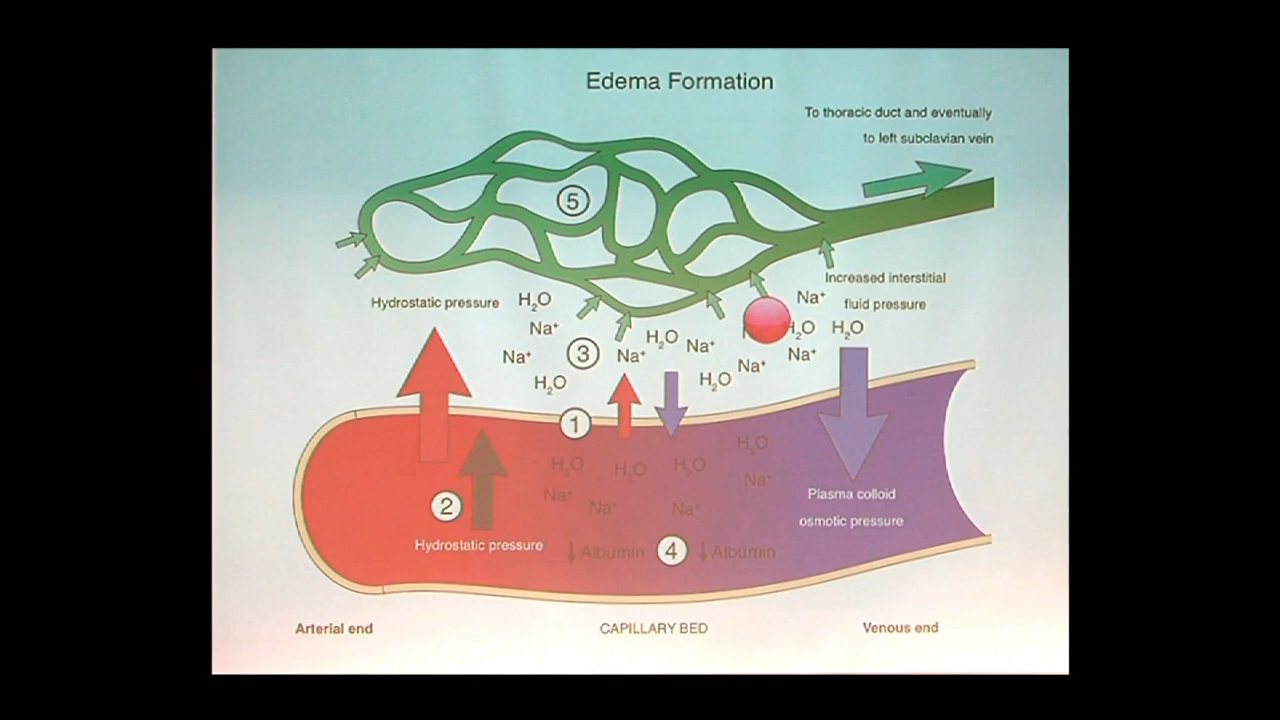 Edema Formation
To thoracic duct and eventually
to left subclavian vein
5
Increased interstitial
fluid pressure
Hydrostatic pressure
H₂O
Na⁺
Na⁺
H₂O
3
Na⁺
H₂O
Na⁺
H₂O
Na⁺
Na⁺
H₂O
H₂O
Na⁺
1
H₂O
H₂O
H₂O
H₂O
Na⁺
Na⁺
Na⁺
Na⁺
2
Hydrostatic pressure
↓ Albumin
4
↓ Albumin
Plasma colloid
osmotic pressure
Arterial end
CAPILLARY BED
Venous end